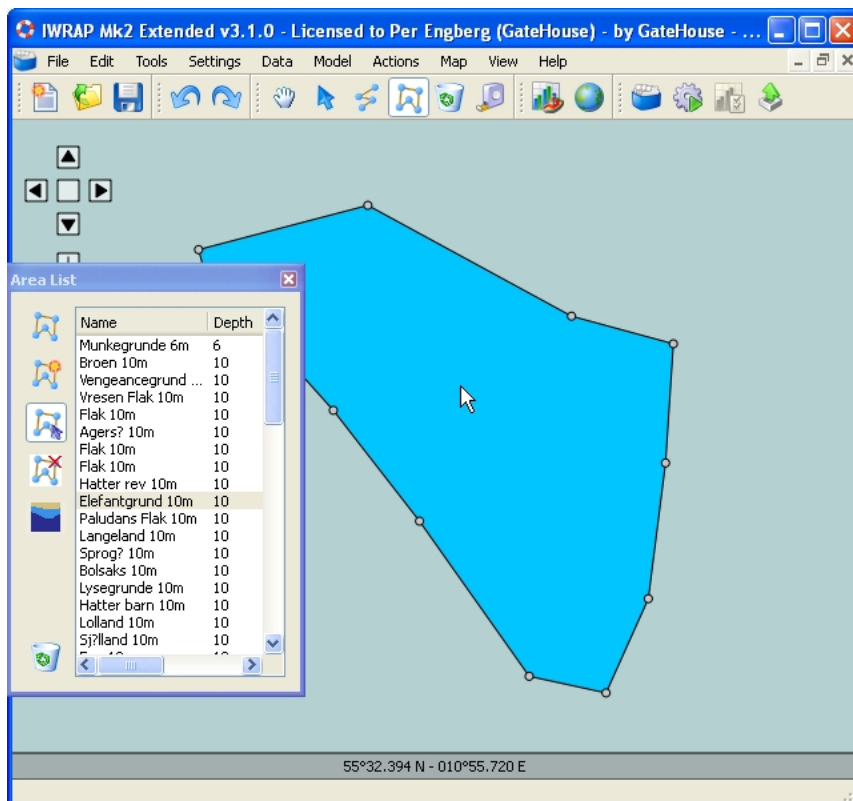 IWRAP Mk2 Extended v3.1.0 - Licensed to Per Engberg (GateHouse) - by GateHouse - ...
File Edit Tools Settings Data Model Actions Map View Help
Area List
Name Depth
Munkegrunde 6m 6
Broen 10m 10
Vengeancegrund ... 10
Vresen Flak 10m 10
Flak 10m 10
Agers? 10m 10
Flak 10m 10
Flak 10m 10
Hatter rev 10m 10
Elefantgrund 10m 10
Paludans Flak 10m 10
Langeland 10m 10
Sprog? 10m 10
Bolsaks 10m 10
Lysegrunde 10m 10
Hatter barn 10m 10
Lolland 10m 10
Sj?lland 10m 10
55°32.394 N - 010°55.720 E